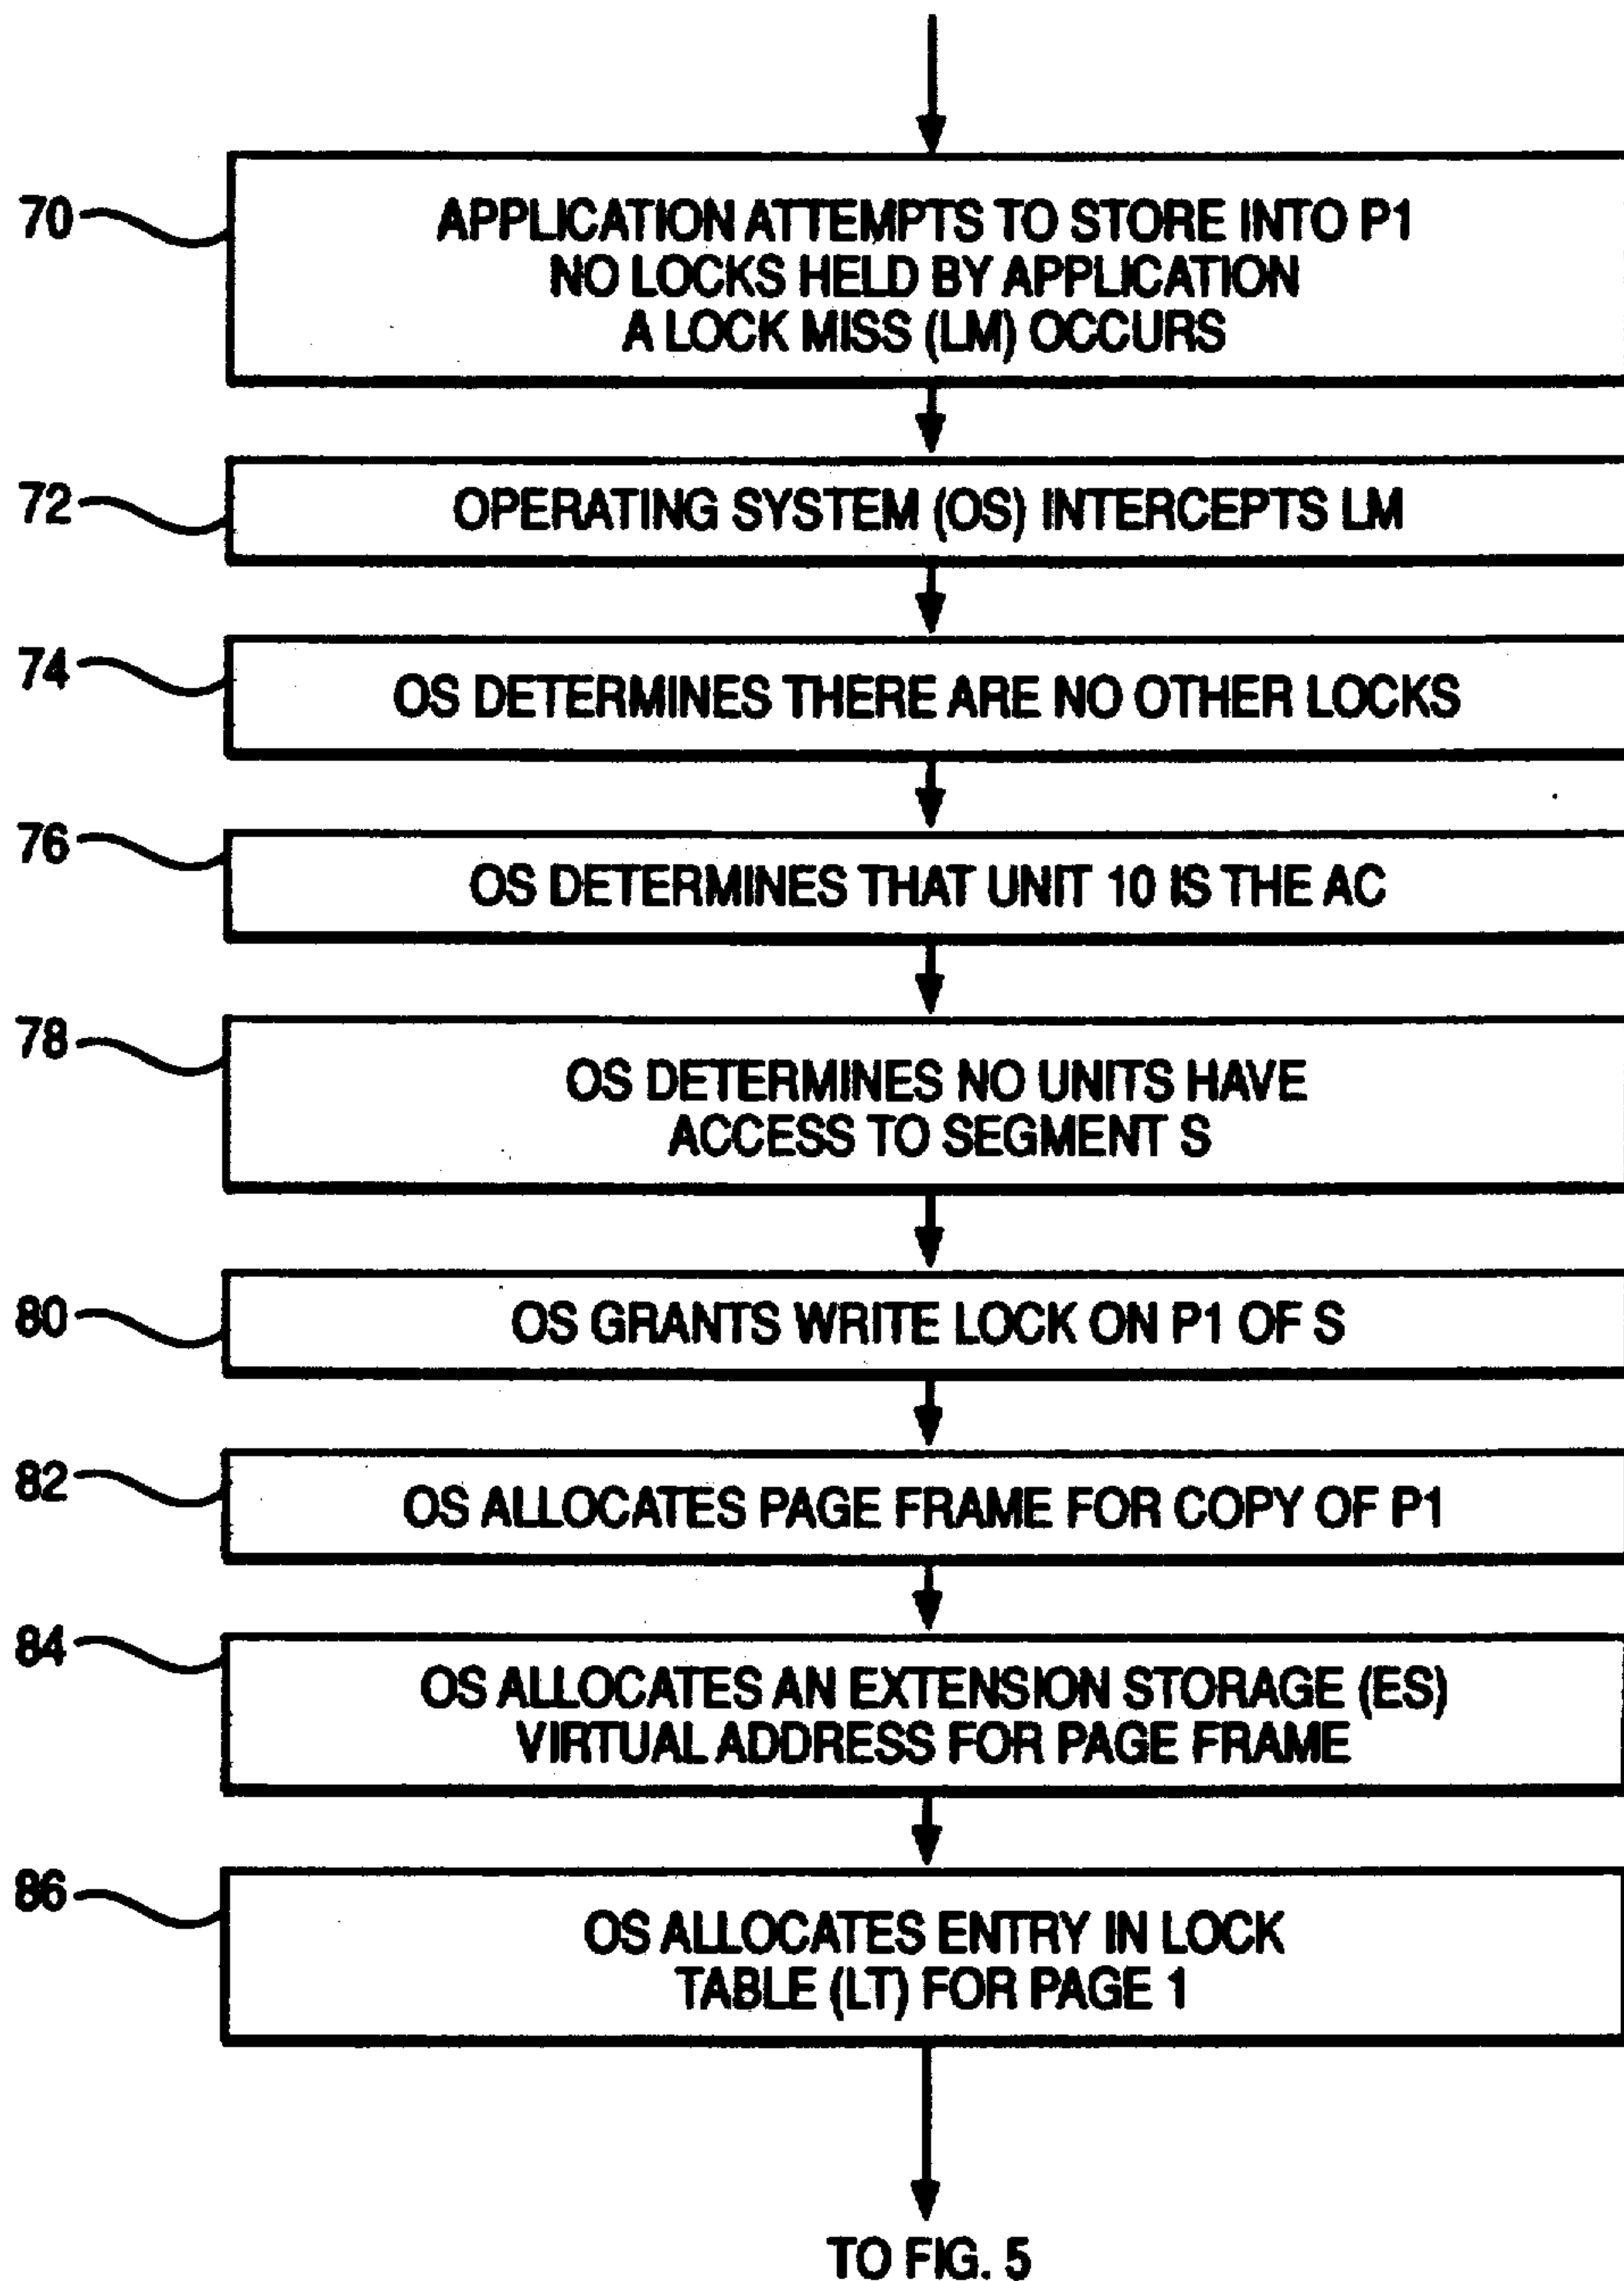 70
APPLICATION ATTEMPTS TO STORE INTO P1
NO LOCKS HELD BY APPLICATION
A LOCK MISS (LM) OCCURS
72
OPERATING SYSTEM (OS) INTERCEPTS LM
74
OS DETERMINES THERE ARE NO OTHER LOCKS
76
OS DETERMINES THAT UNIT 10 IS THE AC
78
OS DETERMINES NO UNITS HAVE
ACCESS TO SEGMENT S
80
OS GRANTS WRITE LOCK ON P1 OF S
82
OS ALLOCATES PAGE FRAME FOR COPY OF P1
84
OS ALLOCATES AN EXTENSION STORAGE (ES)
VIRTUAL ADDRESS FOR PAGE FRAME
86
OS ALLOCATES ENTRY IN LOCK
TABLE (LT) FOR PAGE 1
TO FIG. 5